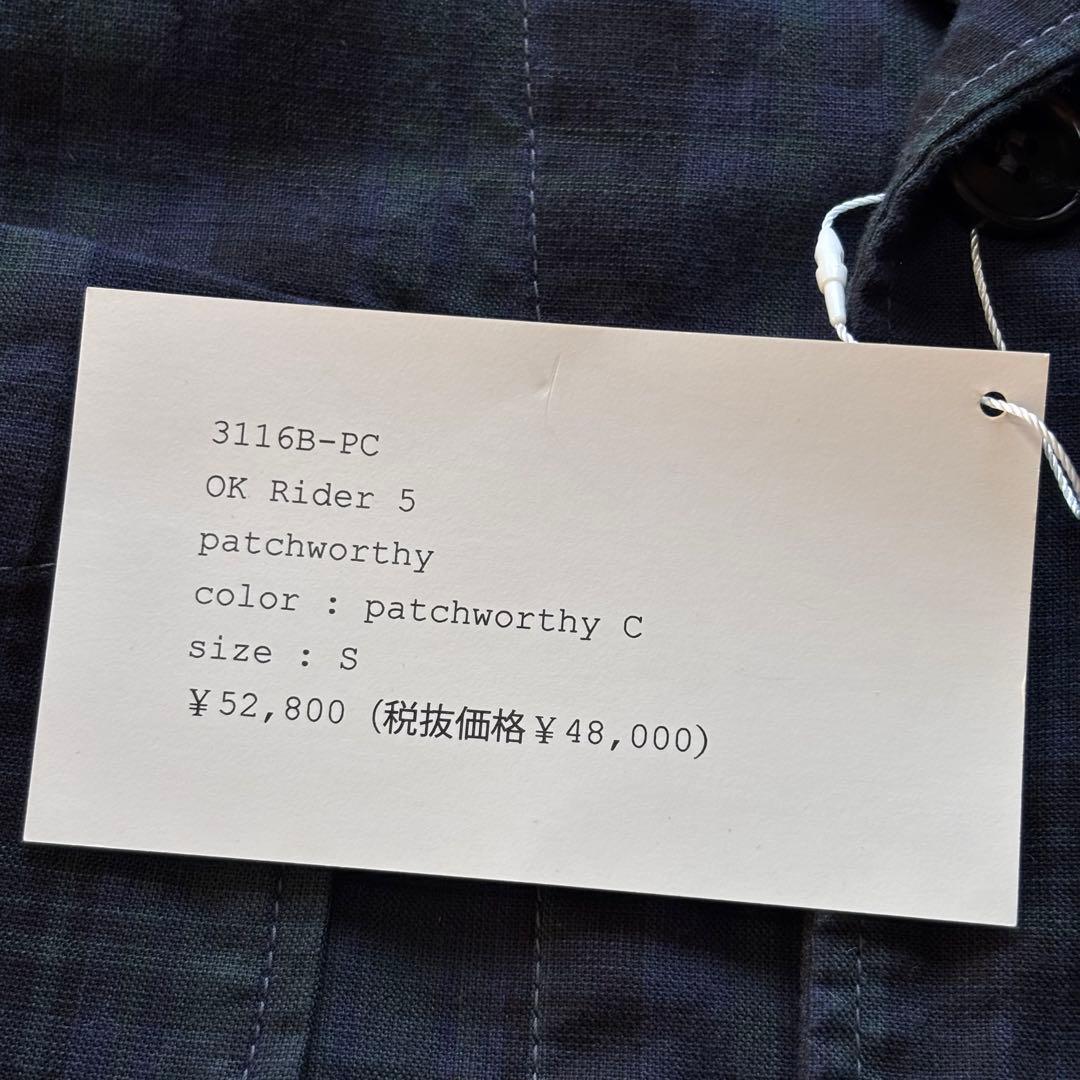 3116B-PC
OK Rider 5
patchworthy
color : patchworthy C
size : S
¥52,800 (税抜価格¥48,000)